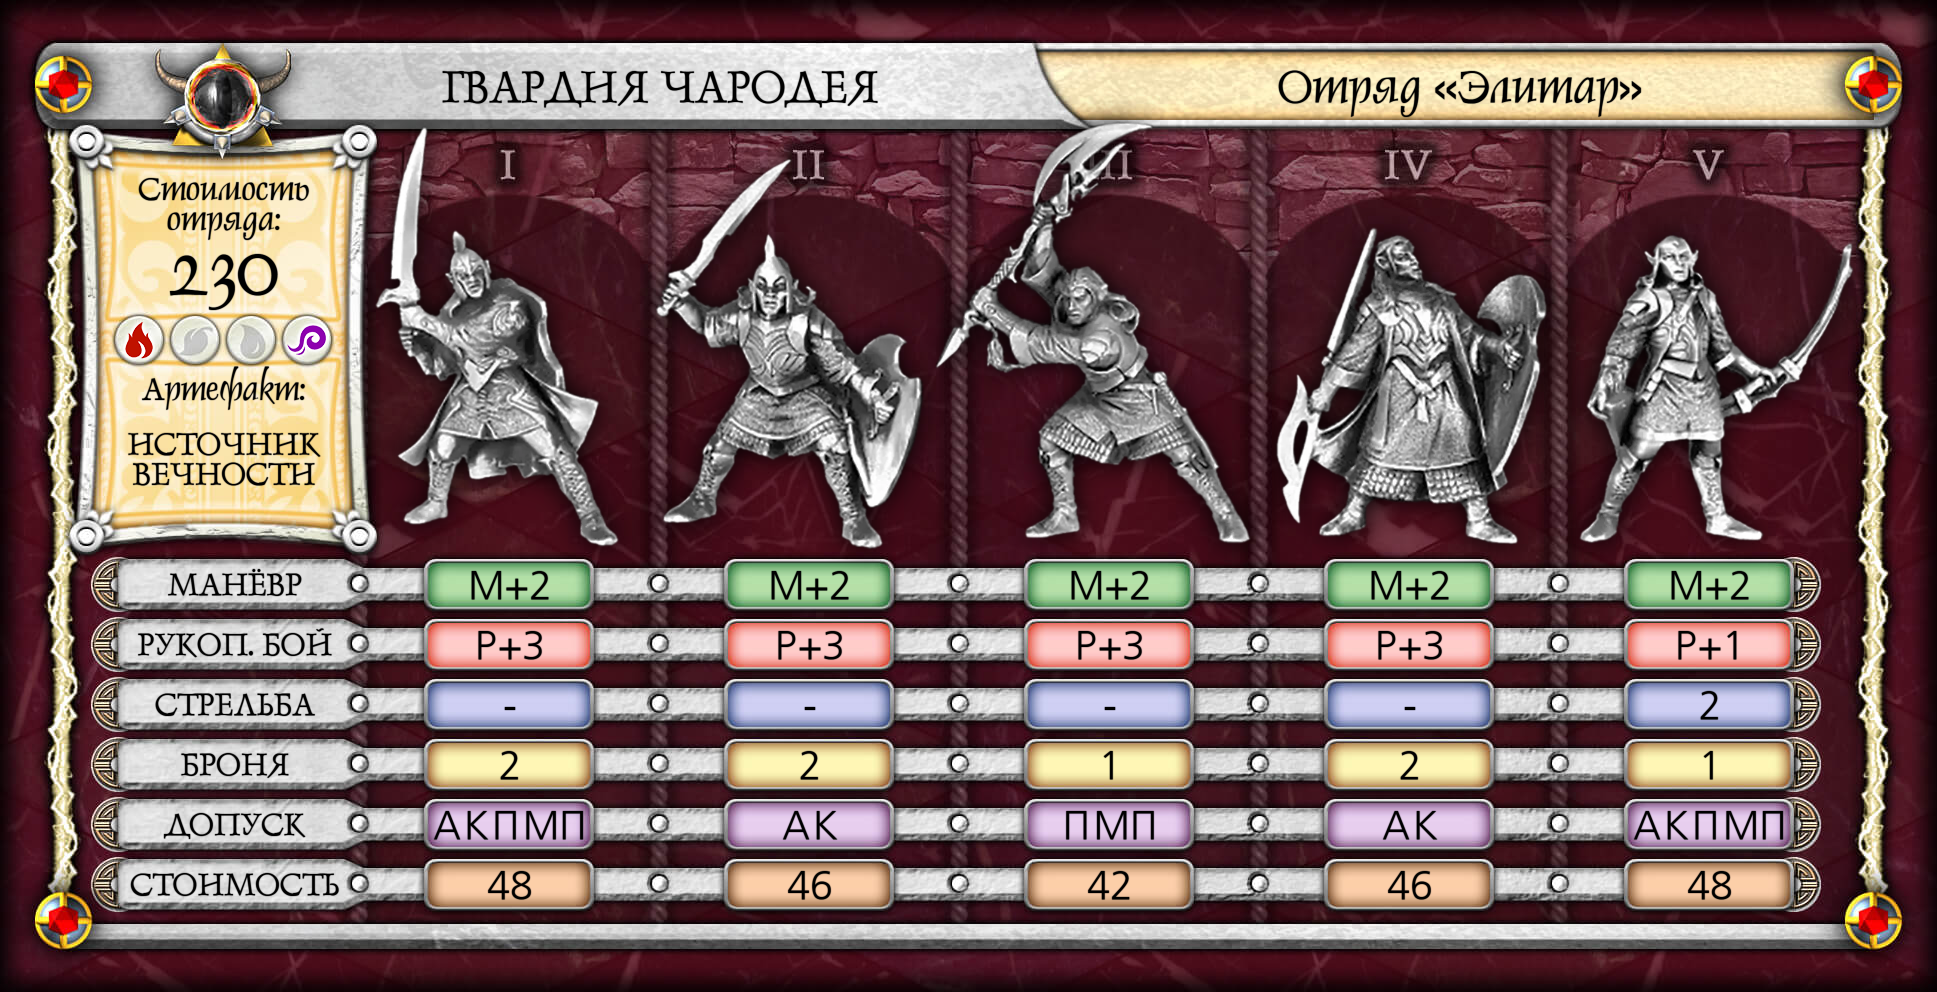 ГВАРДИЯ ЧАРОДЕЯ
Отряд «Элитар»
Стоимость
отряда:
230
Артефакт:
ИСТОЧНИК
ВЕЧНОСТИ
I II III IV V
МАНЁВР М+2 М+2 М+2 М+2 М+2
РУКОП. БОЙ Р+3 Р+3 Р+3 Р+3 Р+1
СТРЕЛЬБА - - - - 2
БРОНЯ 2 2 1 2 1
ДОПУСК АКПМП АК ПМП АК АКПМП
СТОИМОСТЬ 48 46 42 46 48